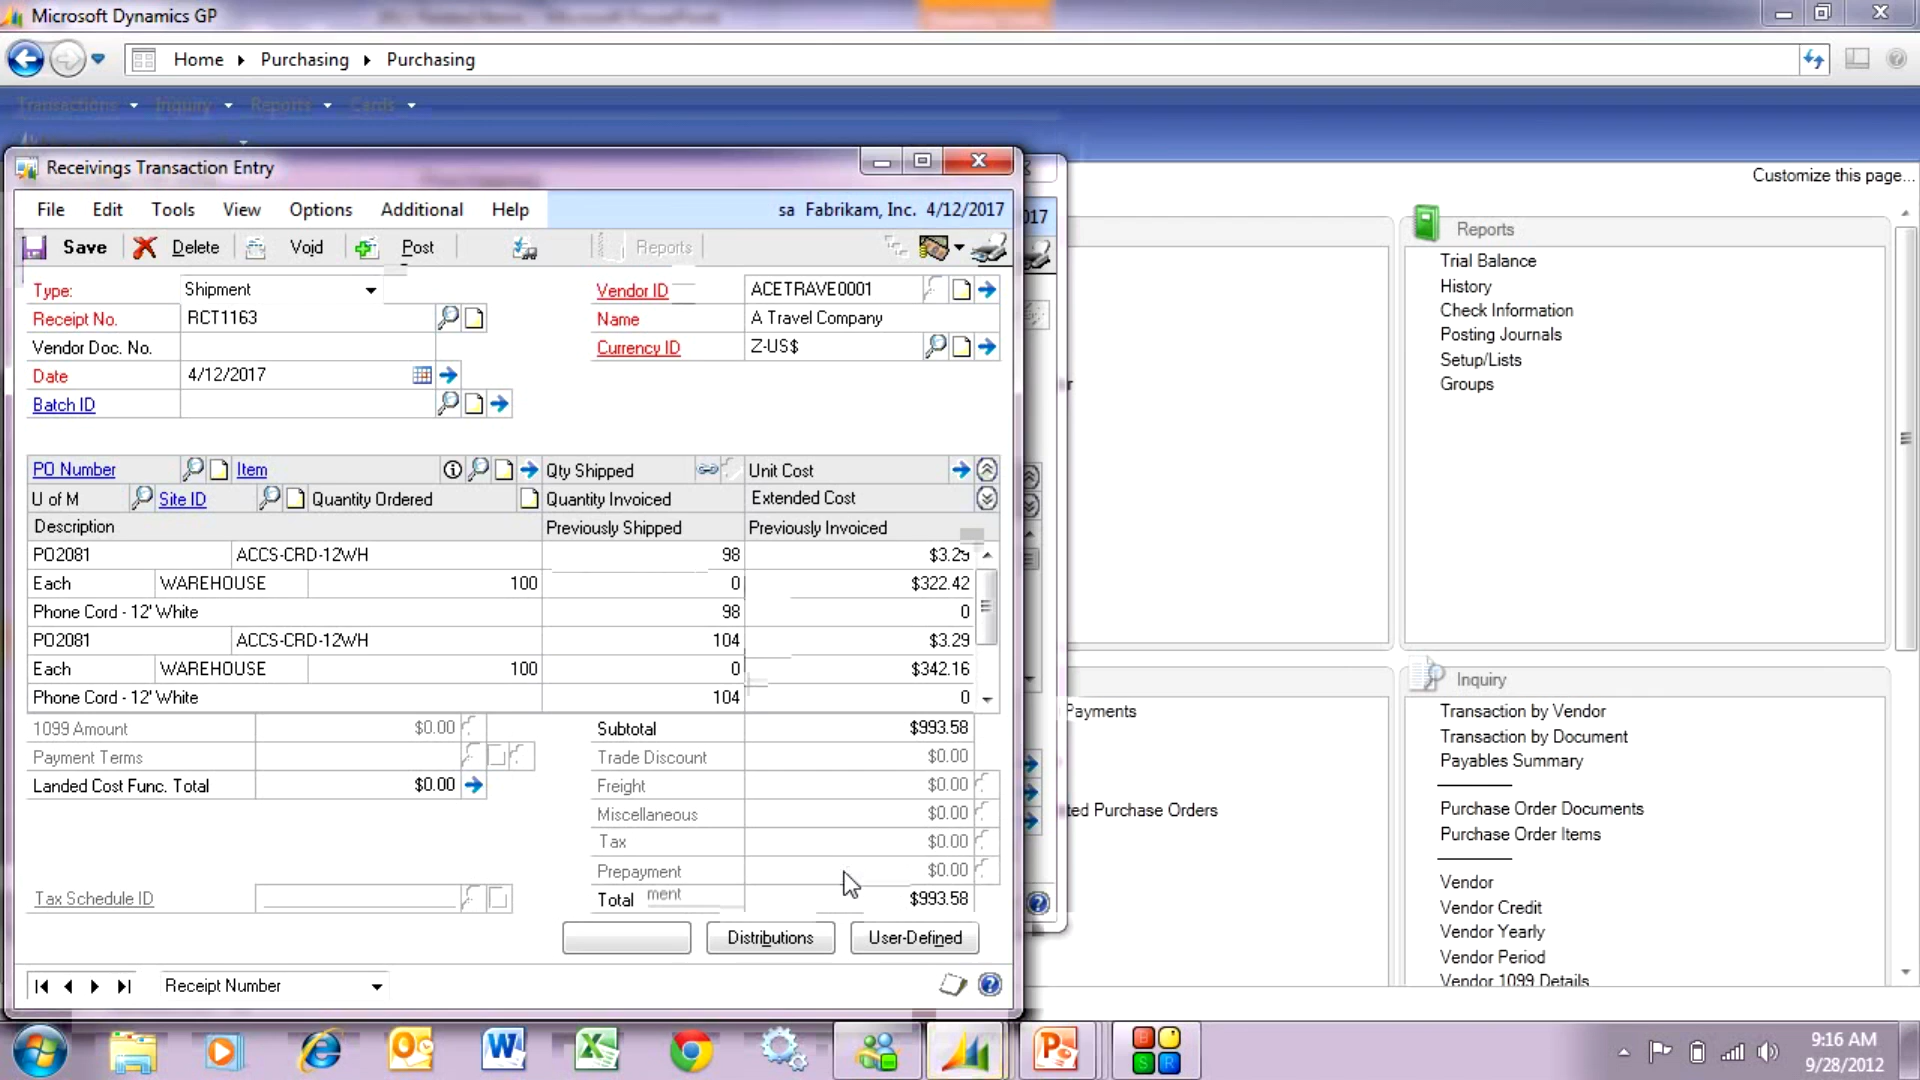 Microsoft Dynamics GP
Home Purchasing Purchasing
Transactions Inquiry Reports Cards
Receivings Transaction Entry
Customize this page...
File Edit Tools View Options Additional Help
sa Fabrikam, Inc. 4/12/2017
017
Save Delete Void Post Reports
Type: Shipment
Vendor ID ACETRAVE0001
Receipt No. RCT1163
Name A Travel Company
Vendor Doc. No.
Currency ID Z-US$
Date 4/12/2017
Batch ID
PO Number Item Qty Shipped Unit Cost
U of M Site ID Quantity Ordered Quantity Invoiced Extended Cost
Description Previously Shipped Previously Invoiced
PO2081 ACCS-CRD-12WH 98 $3.29
Each WAREHOUSE 100 0 $322.42
Phone Cord - 12' White 98 0
PO2081 ACCS-CRD-12WH 104 $3.29
Each WAREHOUSE 100 0 $342.16
Phone Cord - 12' White 104 0
1099 Amount $0.00 Subtotal $993.58
Payment Terms Trade Discount $0.00
Landed Cost Func. Total $0.00 Freight $0.00
Miscellaneous $0.00
Tax $0.00
Prepayment $0.00
Tax Schedule ID Total ment $993.58
Distributions User-Defined
Receipt Number
r
Payments
ted Purchase Orders
Reports
Trial Balance
History
Check Information
Posting Journals
Setup/Lists
Groups
Inquiry
Transaction by Vendor
Transaction by Document
Payables Summary
Purchase Order Documents
Purchase Order Items
Vendor
Vendor Credit
Vendor Yearly
Vendor Period
Vendor 1099 Details
9:16 AM
9/28/2012